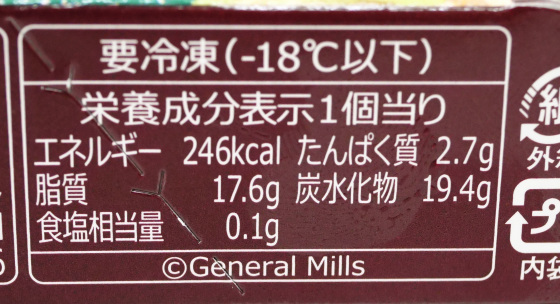 要冷凍(-18℃以下)
栄養成分表示1個当り
エネルギー 246kcal たんぱく質 2.7g
脂質 17.6g 炭水化物 19.4g
食塩相当量 0.1g
©General Mills
外
プ
内袋